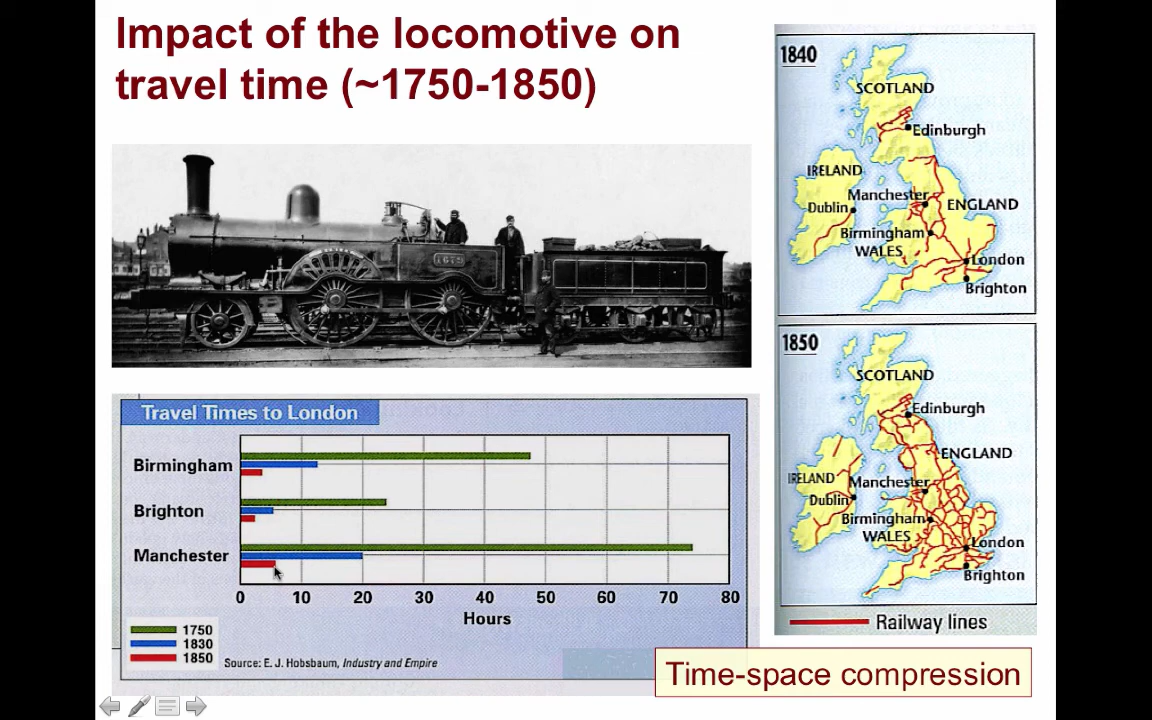 Impact of the locomotive on
travel time (~1750-1850)
1675
Travel Times to London
Birmingham
Brighton
Manchester
0 10 20 30 40 50 60 70 80
Hours
1750
1830
1850
Source: E. J. Hobsbaum, Industry and Empire
1840
SCOTLAND
Edinburgh
IRELAND
Manchester
Dublin
ENGLAND
Birmingham
WALES
London
Brighton
1850
SCOTLAND
Edinburgh
ENGLAND
IRELAND
Manchester
Dublin
Birmingham
WALES
London
Brighton
Railway lines
Time-space compression